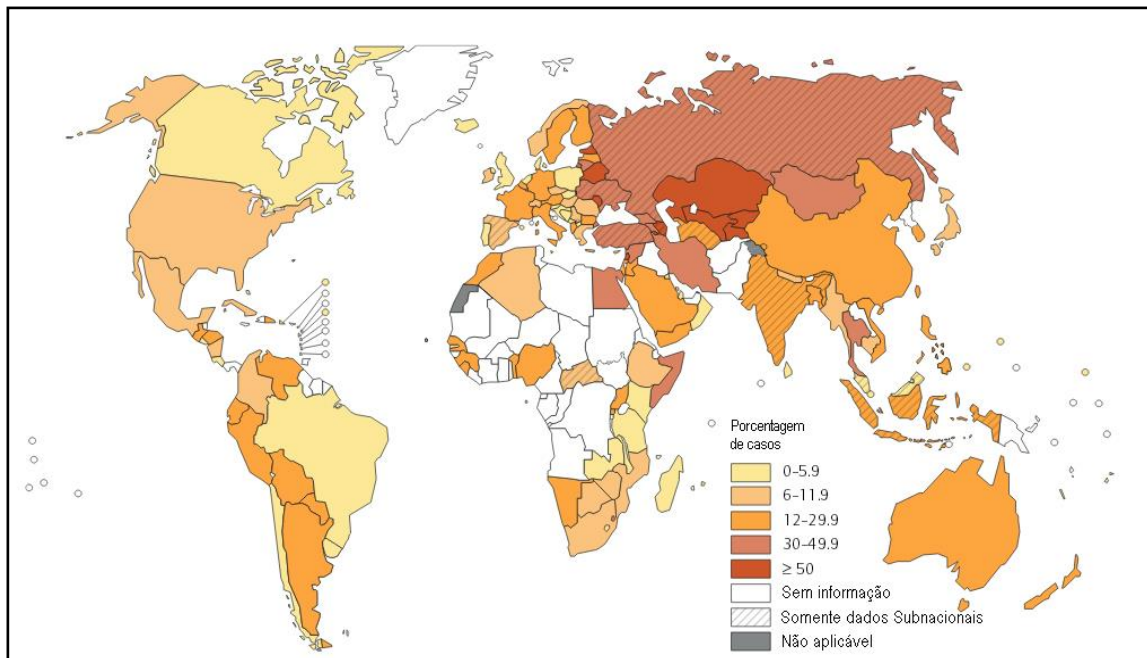 Porcentagem
de casos
0–5.9
6–11.9
12–29.9
30–49.9
≥ 50
Sem informação
Somente dados Subnacionais
Não aplicável